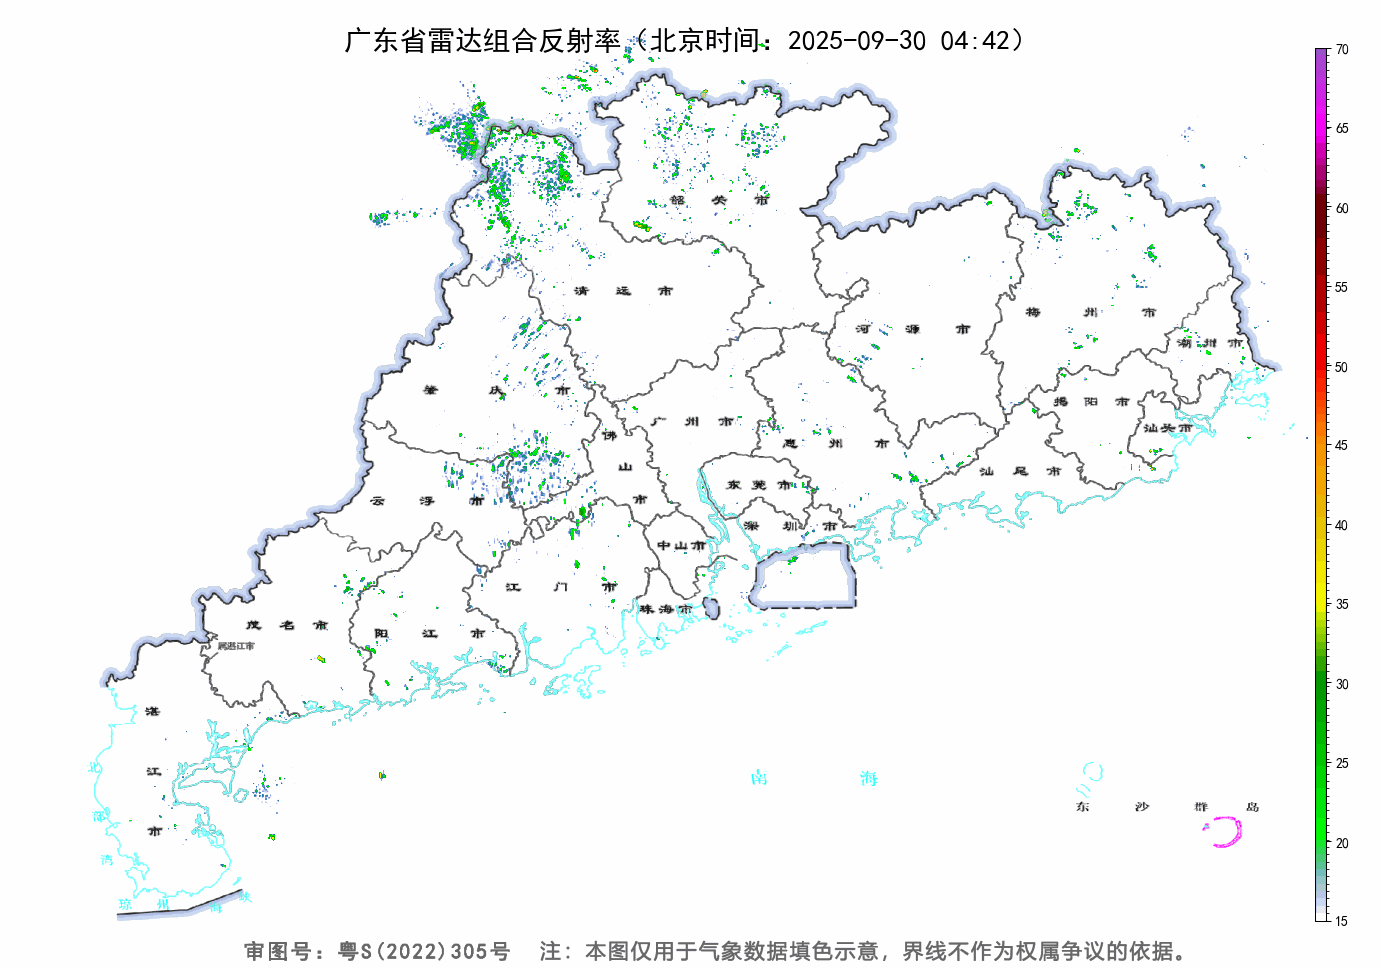 广东省雷达组合反射率（北京时间：2025-09-30 04:42）
70
65
60
55
50
45
40
35
30
25
20
15
韶关市
清远市
河源市
梅州市
潮州市
肇庆市
广州市
佛山市
惠州市
揭阳市
汕头市
汕尾市
云浮市
东莞市
深圳市
中山市
江门市
珠海市
茂名市
阳江市
属湛江市
湛江市
北部湾
南海
东沙群岛
琼州海峡
审图号：粤S(2022)305号 注：本图仅用于气象数据填色示意，界线不作为权属争议的依据。